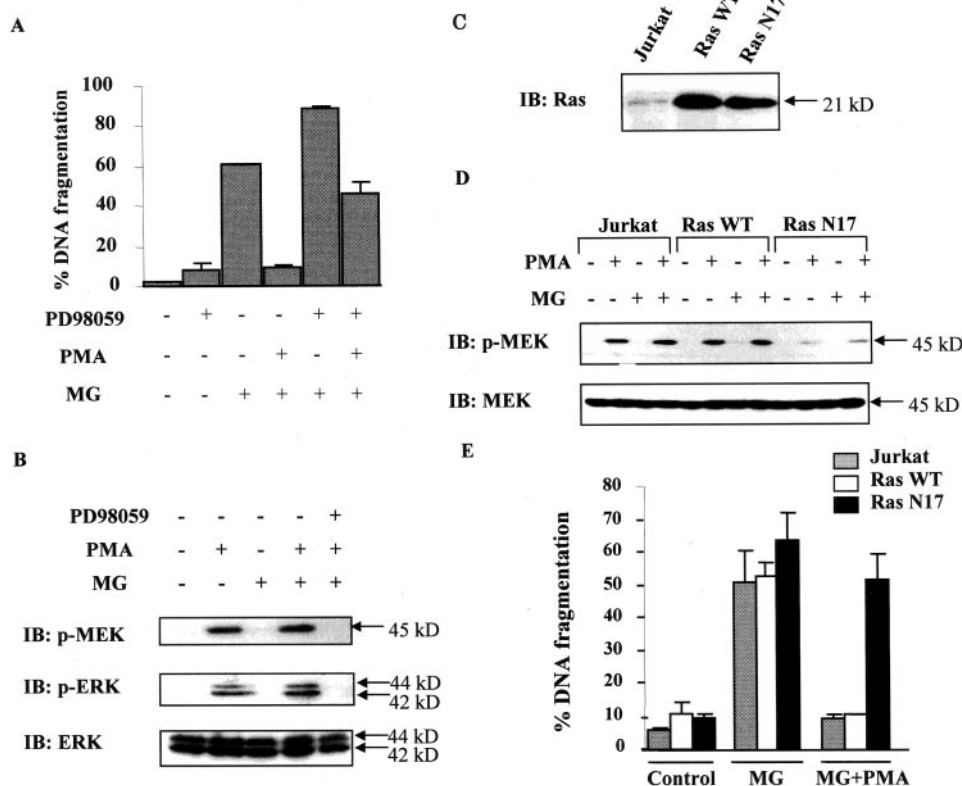 A
% DNA fragmentation
100
80
60
40
20
0
PD98059 - + - - + +
PMA - - - + - +
MG - - + + + +
B
PD98059 - - - - +
PMA - + - + +
MG - - + + +
IB: p-MEK 45 kD
IB: p-ERK 44 kD
42 kD
IB: ERK 44 kD
42 kD
C
Jurkat Ras WT Ras N17
IB: Ras 21 kD
D
Jurkat Ras WT Ras N17
PMA - + - + - + - + - + - +
MG - - + + - - + + - - + +
IB: p-MEK 45 kD
IB: MEK 45 kD
E
Jurkat
Ras WT
Ras N17
% DNA fragmentation
80
70
60
50
40
30
20
10
0
Control MG MG+PMA